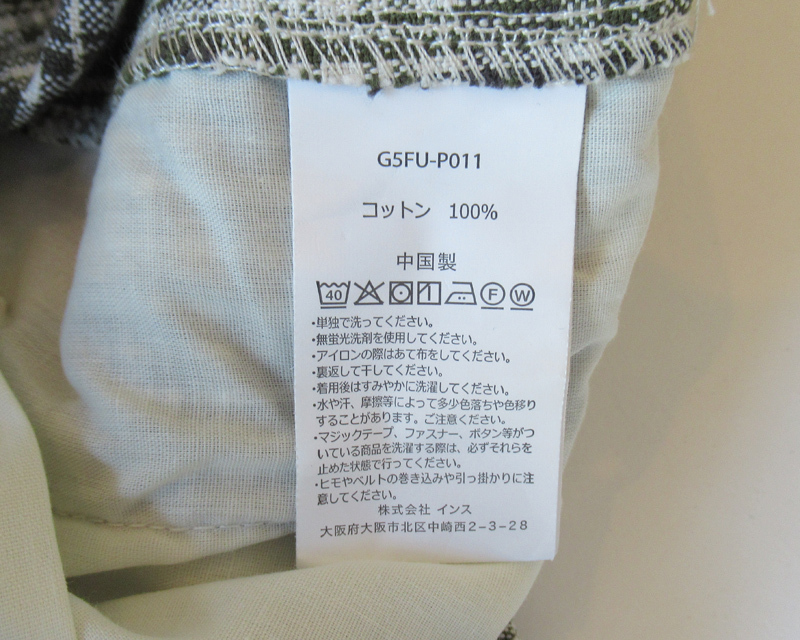 G5FU-P011
コットン 100%
中国製
40 1 F W
・単独で洗ってください。
・無蛍光洗剤を使用してください。
・アイロンの際はあて布をしてください。
・裏返して干してください。
・着用後はすみやかに洗濯してください。
・水や汗、摩擦等によって多少色落ちや色移り
することがあります。ご注意ください。
・マジックテープ、ファスナー、ボタン等がつ
いている商品を洗濯する際は、必ずそれらを
止めた状態で行ってください。
・ヒモやベルトの巻き込みや引っ掛かりに注
意してください。
株式会社 インス
大阪府大阪市北区中崎西2-3-28